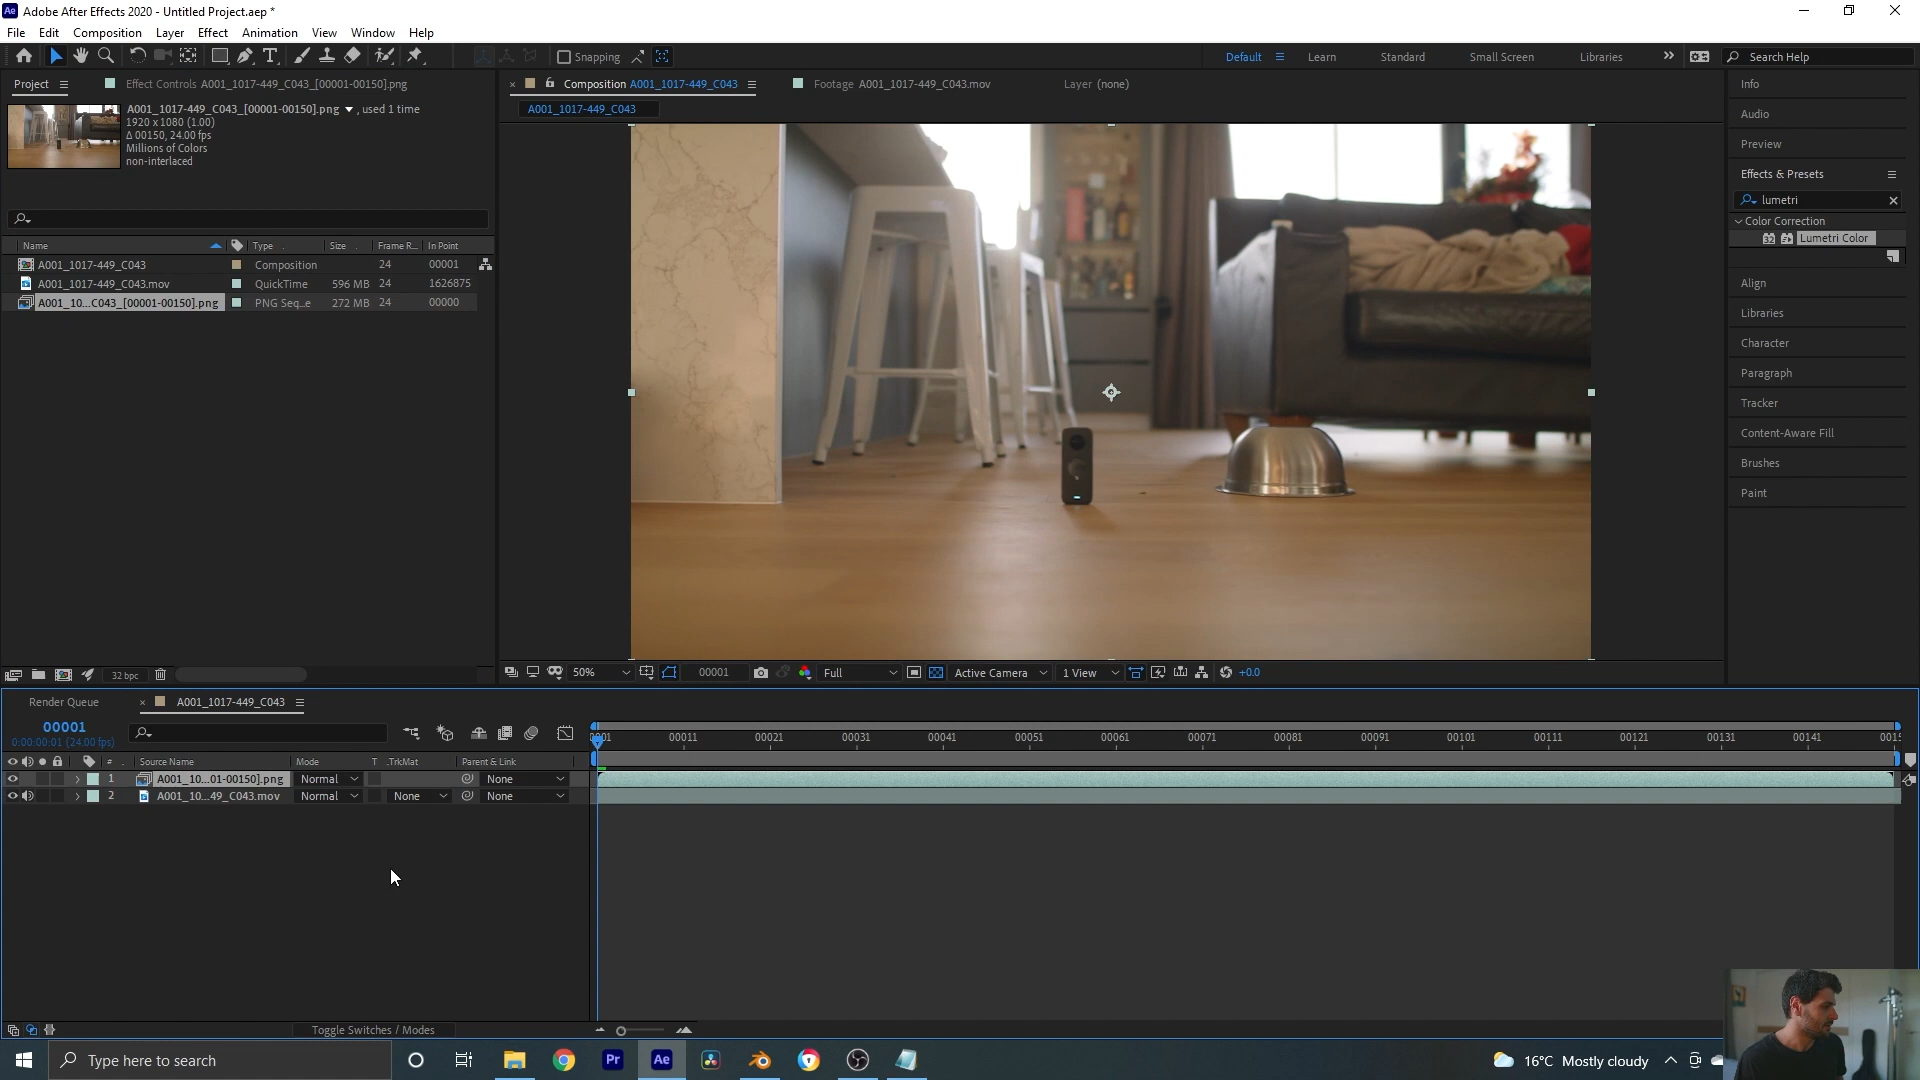 Ae Adobe After Effects 2020 - Untitled Project.aep *
File Edit Composition Layer Effect Animation View Window Help
Snapping Default Learn Standard Small Screen Libraries Search Help
Project Effect Controls A001_1017-449_C043_[00001-00150].png
A001_1017-449_C043_[00001-00150].png , used 1 time
1920 x 1080 (1.00)
Δ 00150, 24.00 fps
Millions of Colors
non-interlaced
Name Type Size Frame R... In Point
A001_1017-449_C043 Composition 24 00001
A001_1017-449_C043.mov QuickTime 596 MB 24 1626875
A001_10...C043_[00001-00150].png PNG Seq...e 272 MB 24 00000
32 bpc
Composition A001_1017-449_C043 Footage A001_1017-449_C043.mov Layer (none)
A001_1017-449_C043
50% 00001 Full Active Camera 1 View +0.0
Info
Audio
Preview
Effects & Presets
lumetri
Color Correction
32 Lumetri Color
Align
Libraries
Character
Paragraph
Tracker
Content-Aware Fill
Brushes
Paint
Render Queue A001_1017-449_C043
00001
0:00:00:01 (24.00 fps)
00011 00021 00031 00041 00051 00061 00071 00081 00091 00101 00111 00121 00131 00141 0015
# Source Name Mode T .TrkMat Parent & Link
1 A001_10...01-00150].png Normal None
2 A001_10...49_C043.mov Normal None None
Toggle Switches / Modes
Type here to search Pr Ae 16°C Mostly cloudy